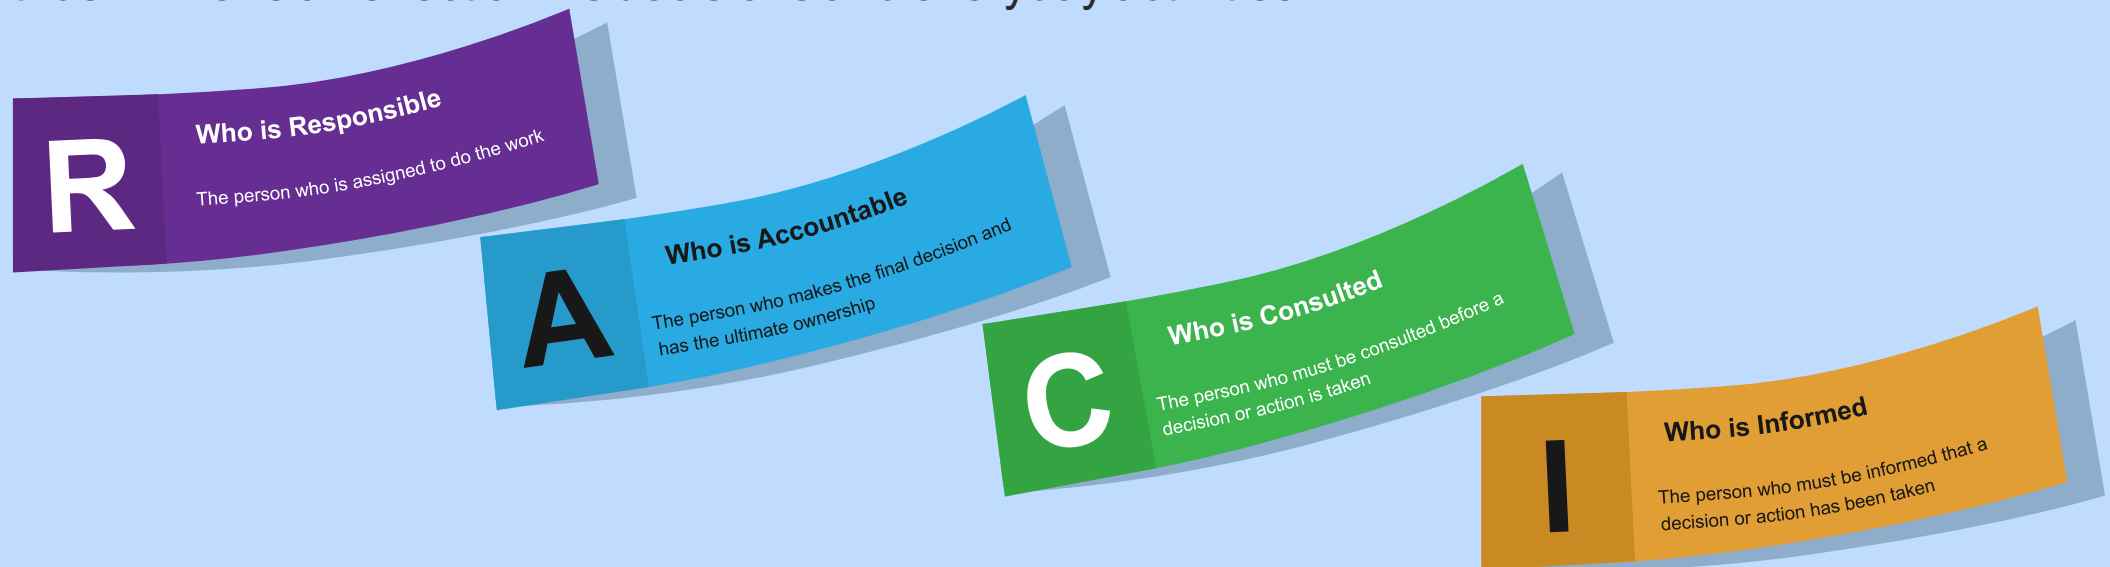 R
Who is Responsible
The person who is assigned to do the work
A
Who is Accountable
The person who makes the final decision and
has the ultimate ownership
C
Who is Consulted
The person who must be consulted before a
decision or action is taken
I
Who is Informed
The person who must be informed that a
decision or action has been taken